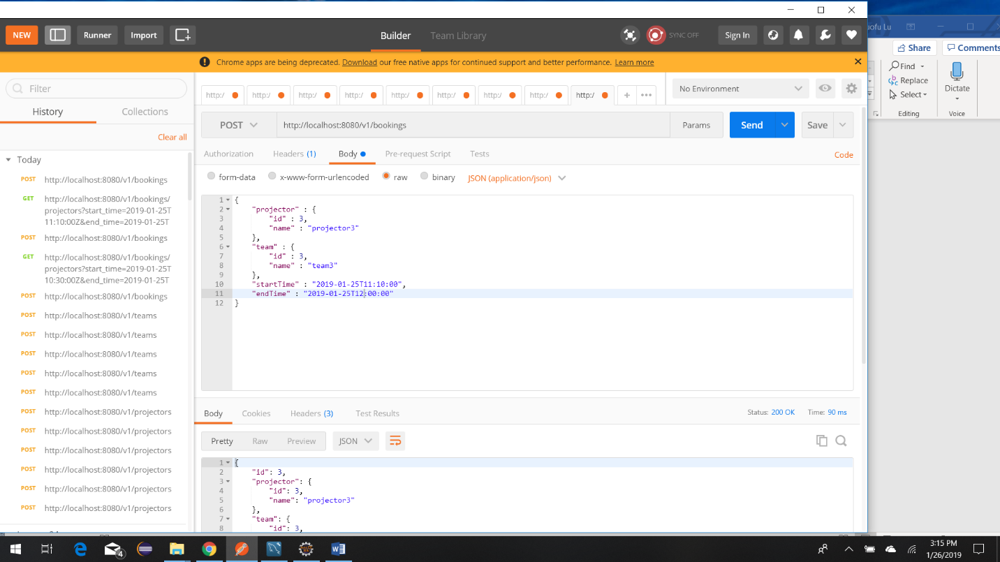 NEW
Runner
Import
Builder
Team Library
SYNC OFF
Sign In
Chrome apps are being deprecated. Download our free native apps for continued support and better performance. Learn more
Filter
History
Collections
Clear all
Today
POST http://localhost:8080/v1/bookings
GET http://localhost:8080/v1/bookings/
projectors?start_time=2019-01-25T
11:10:00Z&end_time=2019-01-25T
POST http://localhost:8080/v1/bookings
GET http://localhost:8080/v1/bookings/
projectors?start_time=2019-01-25T
10:30:00Z&end_time=2019-01-25T
POST http://localhost:8080/v1/bookings
POST http://localhost:8080/v1/teams
POST http://localhost:8080/v1/teams
POST http://localhost:8080/v1/teams
POST http://localhost:8080/v1/teams
POST http://localhost:8080/v1/teams
POST http://localhost:8080/v1/projectors
POST http://localhost:8080/v1/projectors
POST http://localhost:8080/v1/projectors
POST http://localhost:8080/v1/projectors
POST http://localhost:8080/v1/projectors
POST http://localhost:8080/v1/projectors
http:/ http:/ http:/ http:/ http:/ http:/ http:/ http:/ http:/ + •••
No Environment
POST http://localhost:8080/v1/bookings Params Send Save
Authorization Headers (1) Body Pre-request Script Tests Code
form-data x-www-form-urlencoded raw binary JSON (application/json)
1 {
2 "projector" : {
3 "id" : 3,
4 "name" : "projector3"
5 },
6 "team" : {
7 "id" : 3,
8 "name" : "team3"
9 },
10 "startTime" : "2019-01-25T11:10:00",
11 "endTime" : "2019-01-25T12:00:00"
12 }
Body Cookies Headers (3) Test Results Status: 200 OK Time: 90 ms
Pretty Raw Preview JSON
1 {
2 "id": 3,
3 "projector": {
4 "id": 3,
5 "name": "projector3"
6 },
7 "team": {
8 "id": 3,
Lu
Share
Comments
Find
Replace
Select
Editing
Dictate
Voice
4
3:15 PM
1/26/2019